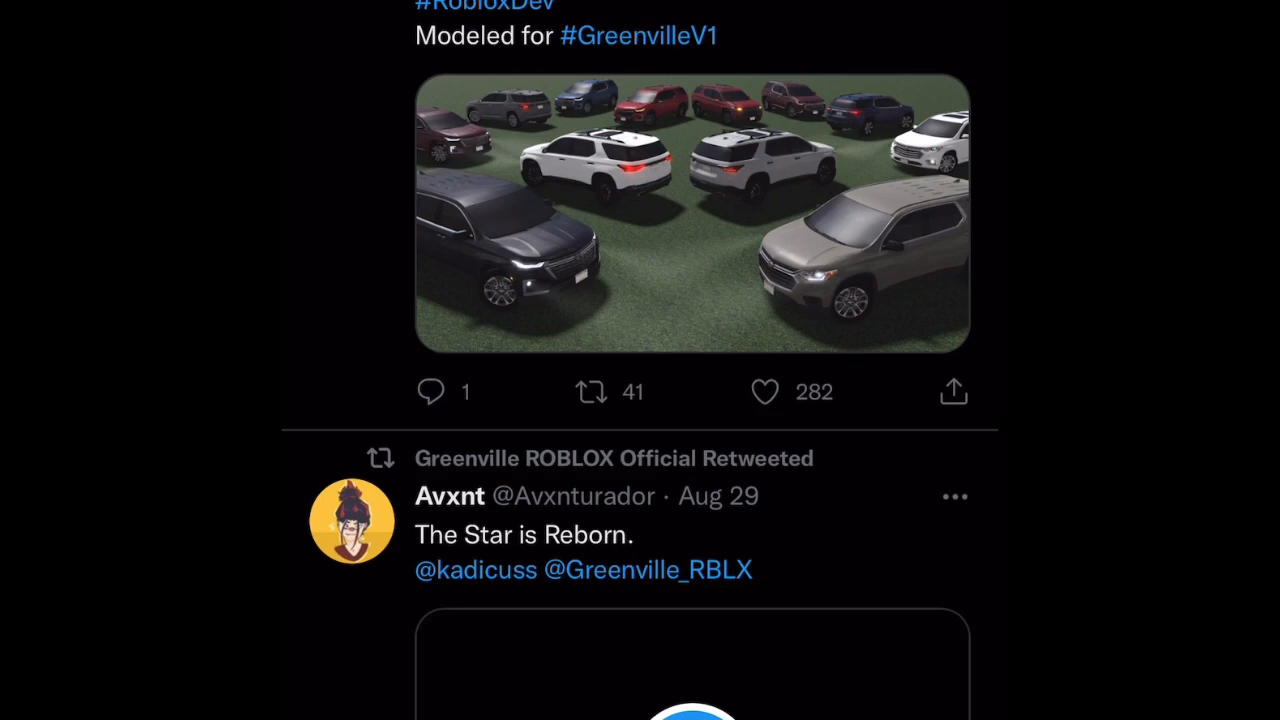 #RobloxDev
Modeled for #GreenvilleV1
1 41 282
Greenville ROBLOX Official Retweeted
Avxnt @Avxnturador · Aug 29
The Star is Reborn.
@kadicuss @Greenville_RBLX